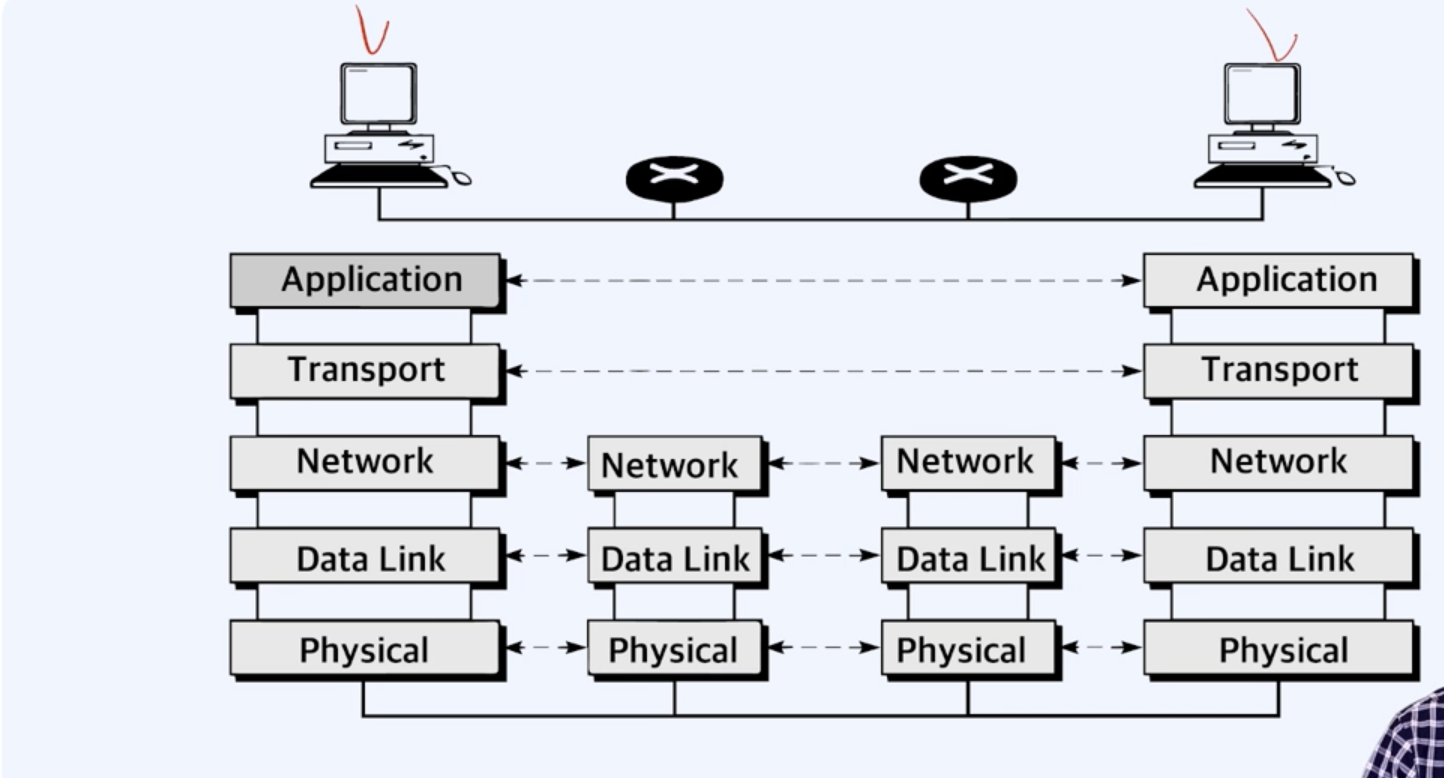 Application Application
Transport Transport
Network Network Network Network
Data Link Data Link Data Link Data Link
Physical Physical Physical Physical